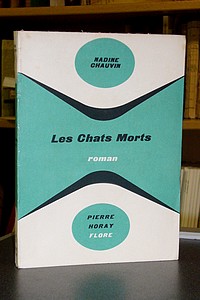 NADINE
CHAUVIN
Les Chats Morts
roman
PIERRE
HORAY
FLORE